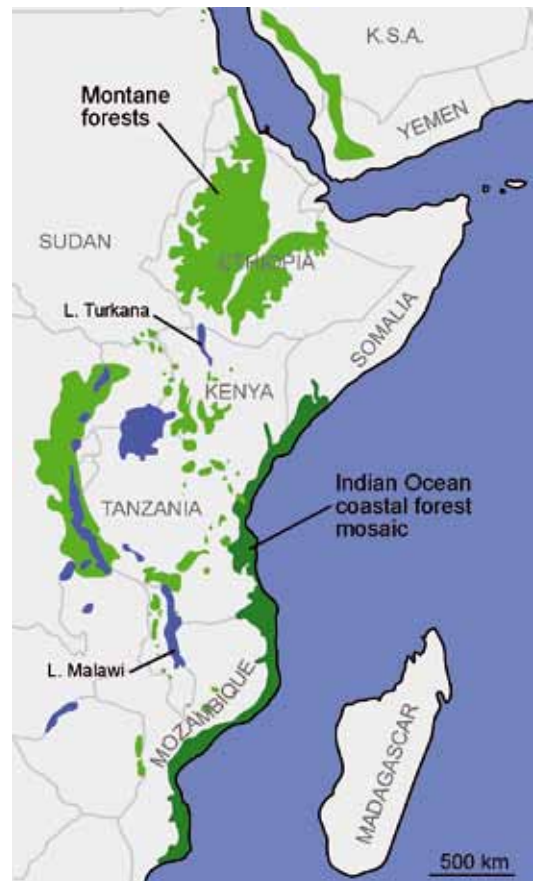 K.S.A.
Montane
forests
YEMEN
SUDAN
ETHIOPIA
L. Turkana
SOMALIA
KENYA
Indian Ocean
coastal forest
mosaic
TANZANIA
L. Malawi
MOZAMBIQUE
MADAGASCAR
500 km